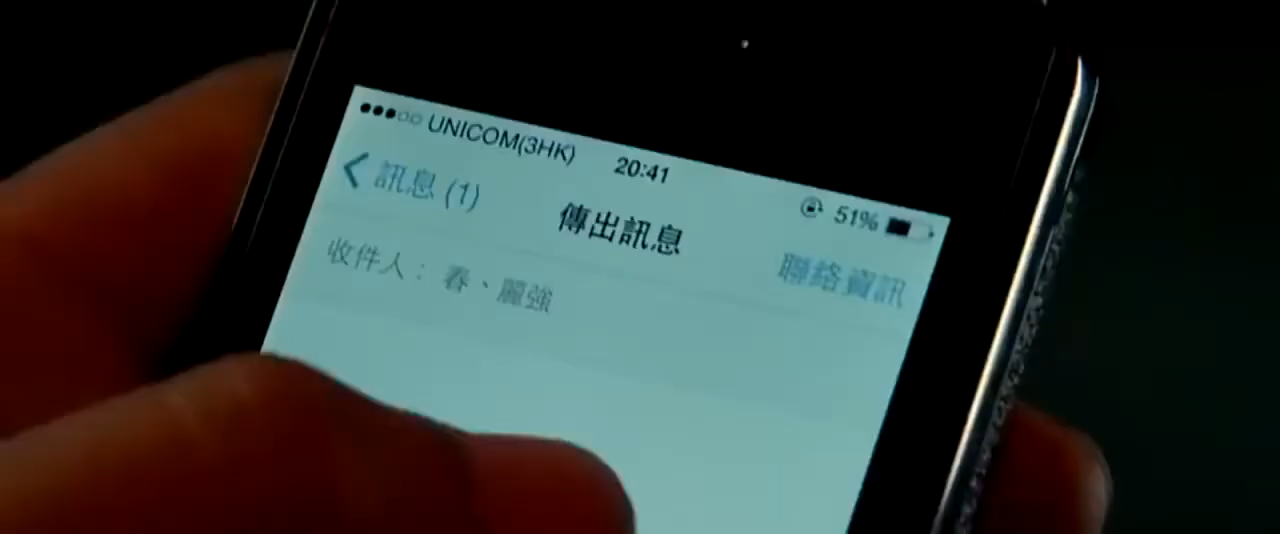 UNICOM(3HK) 20:41 51%
訊息 (1) 傳出訊息 聯絡資訊
收件人： 春、麗強